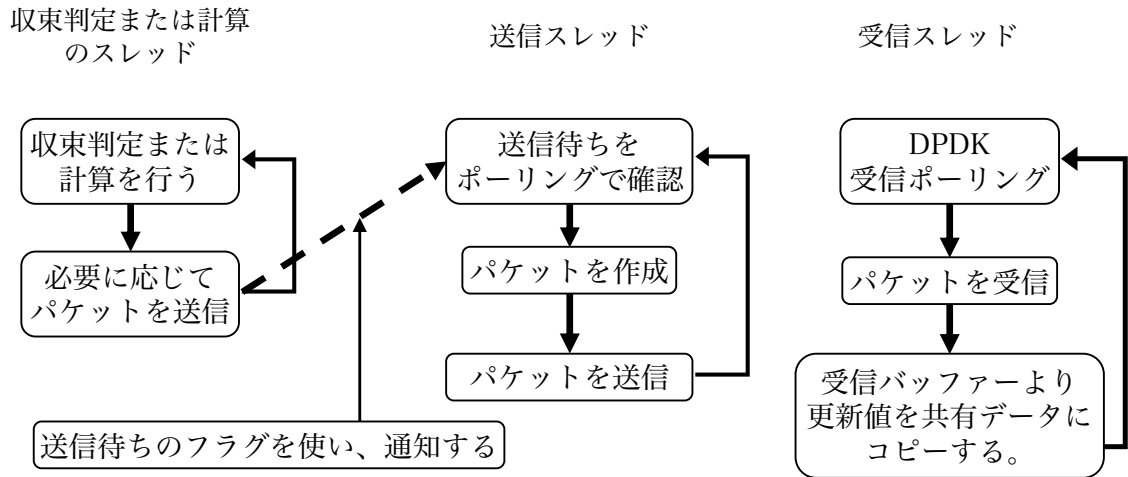 収束判定または計算
のスレッド
送信スレッド
受信スレッド
収束判定または
計算を行う
必要に応じて
パケットを送信
送信待ちを
ポーリングで確認
パケットを作成
パケットを送信
送信待ちのフラグを使い、通知する
DPDK
受信ポーリング
パケットを受信
受信バッファーより
更新値を共有データに
コピーする。